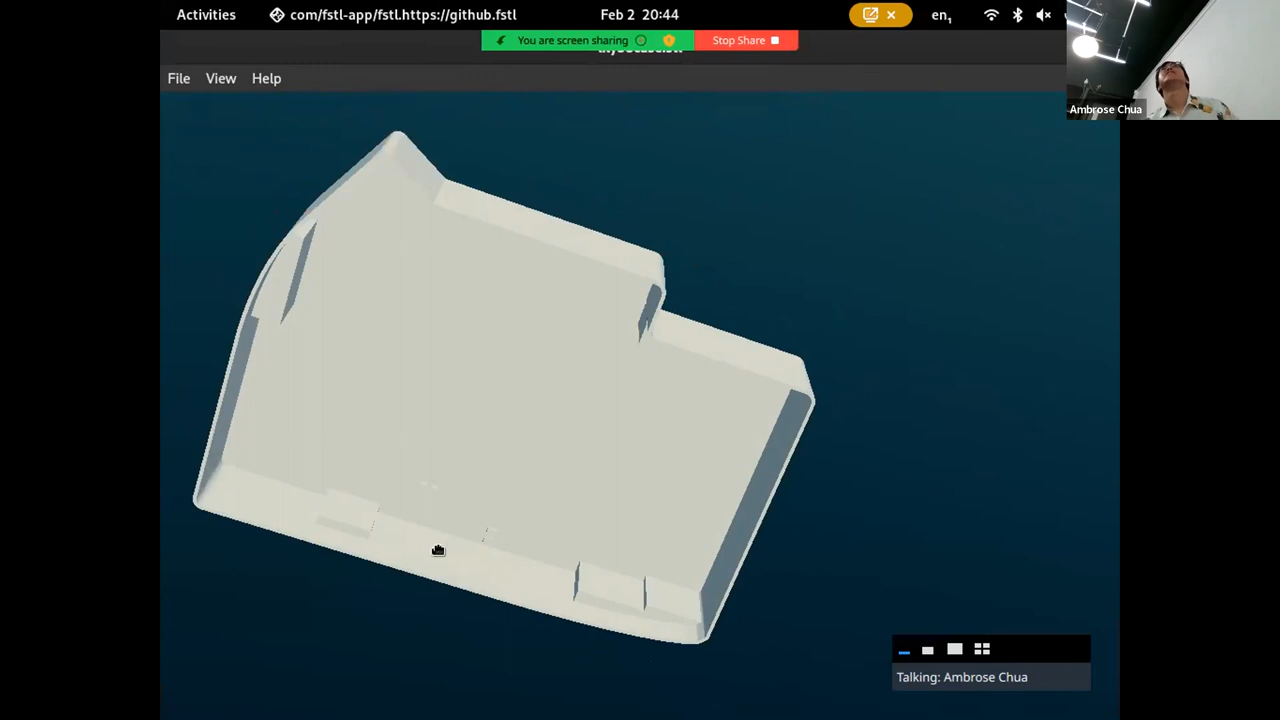 Activities
com/fstl-app/fstl.https://github.fstl
Feb 2 20:44
en₁
You are screen sharing
Stop Share
File View Help
Ambrose Chua
Talking: Ambrose Chua